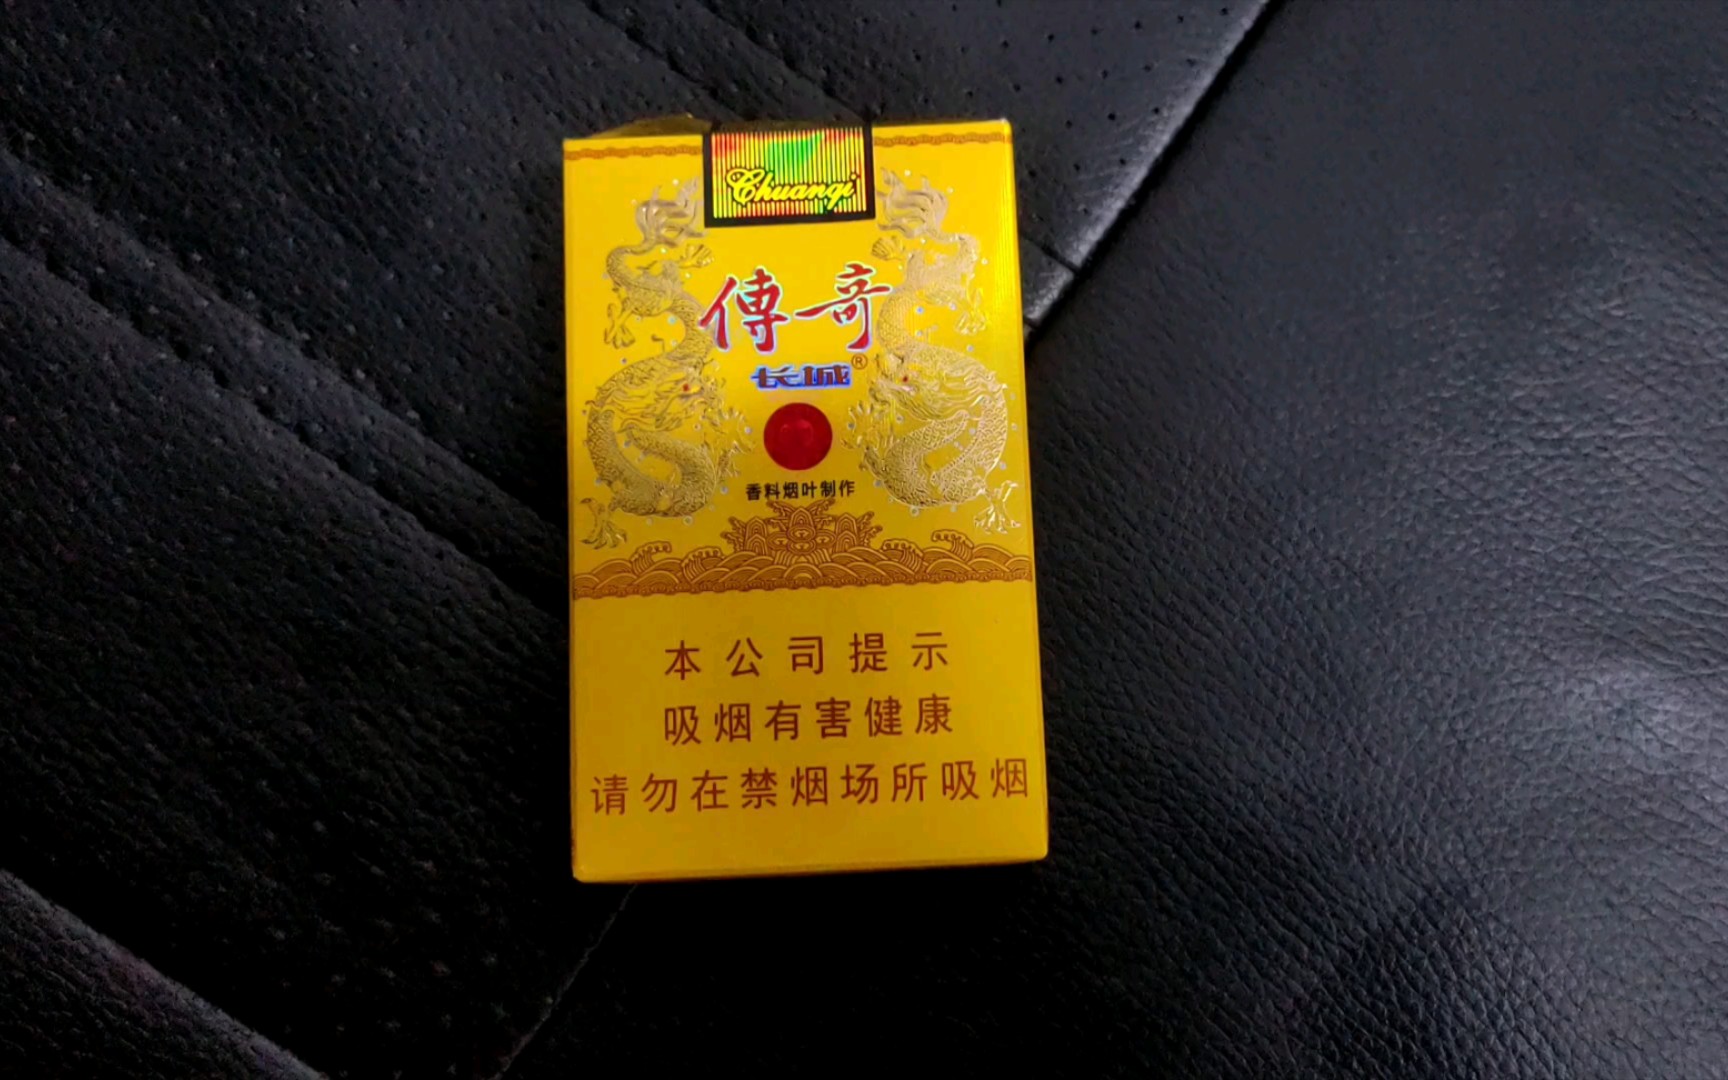 Chuanqi
傳奇
长城®
香料烟叶制作
本公司提示
吸烟有害健康
请勿在禁烟场所吸烟